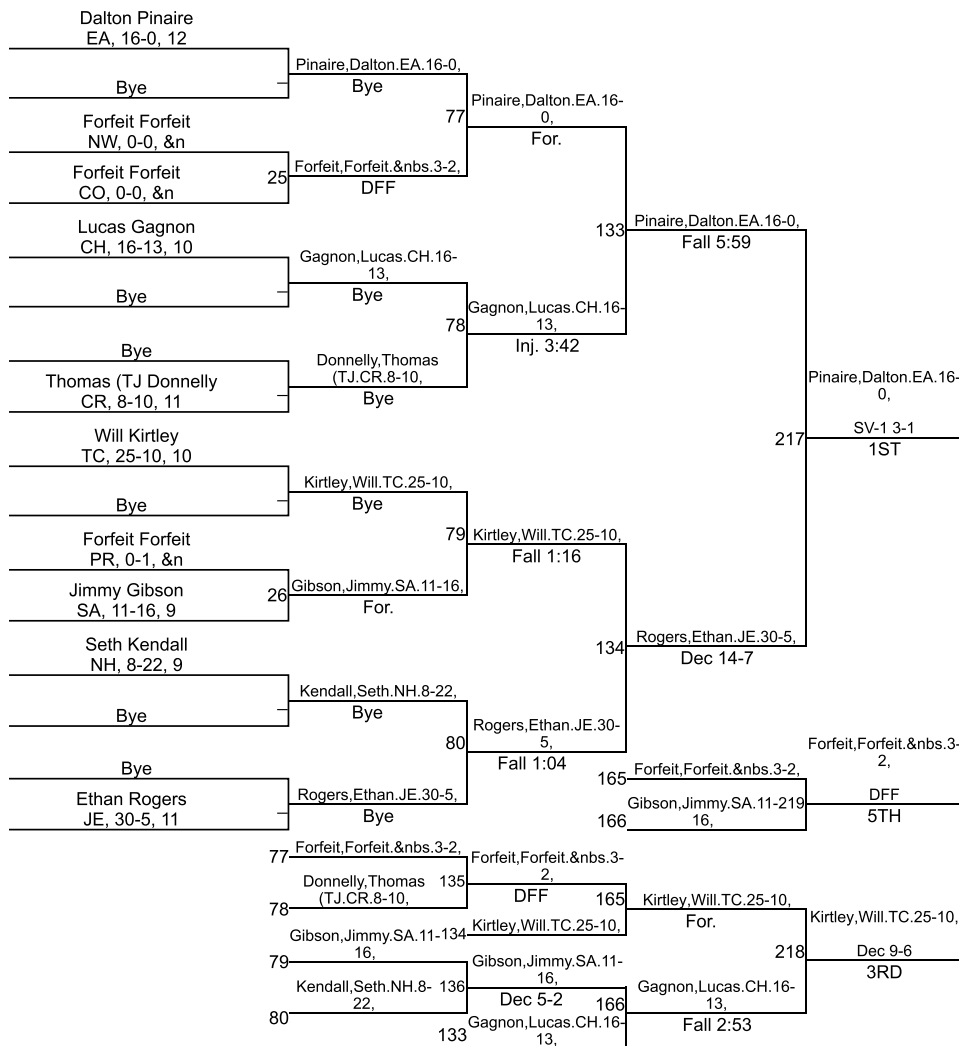 Dalton Pinaire
EA, 16-0, 12
Bye
Forfeit Forfeit
NW, 0-0, &n
Forfeit Forfeit
CO, 0-0, &n
Lucas Gagnon
CH, 16-13, 10
Bye
Bye
Thomas (TJ Donnelly
CR, 8-10, 11
Will Kirtley
TC, 25-10, 10
Bye
Forfeit Forfeit
PR, 0-1, &n
Jimmy Gibson
SA, 11-16, 9
Seth Kendall
NH, 8-22, 9
Bye
Bye
Ethan Rogers
JE, 30-5, 11
Pinaire,Dalton.EA.16-0,
Bye
25
Forfeit,Forfeit.&nbs.3-2,
DFF
Gagnon,Lucas.CH.16-
13,
Bye
Donnelly,Thomas
(TJ.CR.8-10,
Bye
Kirtley,Will.TC.25-10,
Bye
26
Gibson,Jimmy.SA.11-16,
For.
Kendall,Seth.NH.8-22,
Bye
Rogers,Ethan.JE.30-5,
Bye
77
Pinaire,Dalton.EA.16-
0,
For.
78
Gagnon,Lucas.CH.16-
13,
Inj. 3:42
79
Kirtley,Will.TC.25-10,
Fall 1:16
80
Rogers,Ethan.JE.30-
5,
Fall 1:04
133
Pinaire,Dalton.EA.16-0,
Fall 5:59
134
Rogers,Ethan.JE.30-5,
Dec 14-7
217
Pinaire,Dalton.EA.16-
0,
SV-1 3-1
1ST
165
Forfeit,Forfeit.&nbs.3-2,
166
Gibson,Jimmy.SA.11-
16,
219
Forfeit,Forfeit.&nbs.3-
2,
DFF
5TH
77
Forfeit,Forfeit.&nbs.3-2,
78
Donnelly,Thomas
(TJ.CR.8-10,
79
Gibson,Jimmy.SA.11-
16,
80
Kendall,Seth.NH.8-
22,
135
Forfeit,Forfeit.&nbs.3-
2,
DFF
134
Kirtley,Will.TC.25-10,
136
Gibson,Jimmy.SA.11-
16,
Dec 5-2
133
Gagnon,Lucas.CH.16-
13,
165
Kirtley,Will.TC.25-10,
For.
166
Gagnon,Lucas.CH.16-
13,
Fall 2:53
218
Kirtley,Will.TC.25-10,
Dec 9-6
3RD